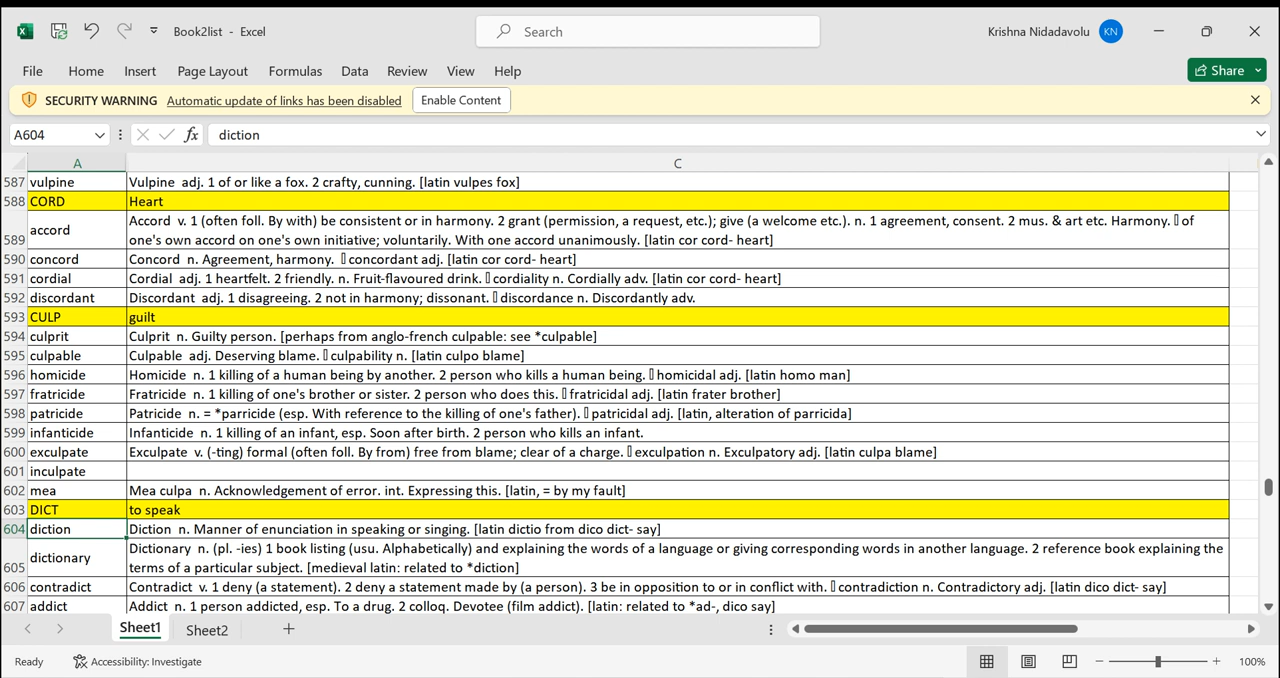 Book2list - Excel
Search
Krishna Nidadavolu KN
File Home Insert Page Layout Formulas Data Review View Help Share
SECURITY WARNING Automatic update of links has been disabled Enable Content
A604 fx diction
A C
587 vulpine Vulpine adj. 1 of or like a fox. 2 crafty, cunning. [latin vulpes fox]
588 CORD Heart
589 accord Accord v. 1 (often foll. By with) be consistent or in harmony. 2 grant (permission, a request, etc.); give (a welcome etc.). n. 1 agreement, consent. 2 mus. & art etc. Harmony. ▯ of
one's own accord on one's own initiative; voluntarily. With one accord unanimously. [latin cor cord- heart]
590 concord Concord n. Agreement, harmony. ▯ concordant adj. [latin cor cord- heart]
591 cordial Cordial adj. 1 heartfelt. 2 friendly. n. Fruit-flavoured drink. ▯ cordiality n. Cordially adv. [latin cor cord- heart]
592 discordant Discordant adj. 1 disagreeing. 2 not in harmony; dissonant. ▯ discordance n. Discordantly adv.
593 CULP guilt
594 culprit Culprit n. Guilty person. [perhaps from anglo-french culpable: see *culpable]
595 culpable Culpable adj. Deserving blame. ▯ culpability n. [latin culpo blame]
596 homicide Homicide n. 1 killing of a human being by another. 2 person who kills a human being. ▯ homicidal adj. [latin homo man]
597 fratricide Fratricide n. 1 killing of one's brother or sister. 2 person who does this. ▯ fratricidal adj. [latin frater brother]
598 patricide Patricide n. = *parricide (esp. With reference to the killing of one's father). ▯ patricidal adj. [latin, alteration of parricida]
599 infanticide Infanticide n. 1 killing of an infant, esp. Soon after birth. 2 person who kills an infant.
600 exculpate Exculpate v. (-ting) formal (often foll. By from) free from blame; clear of a charge. ▯ exculpation n. Exculpatory adj. [latin culpa blame]
601 inculpate
602 mea Mea culpa n. Acknowledgement of error. int. Expressing this. [latin, = by my fault]
603 DICT to speak
604 diction Diction n. Manner of enunciation in speaking or singing. [latin dictio from dico dict- say]
605 dictionary Dictionary n. (pl. -ies) 1 book listing (usu. Alphabetically) and explaining the words of a language or giving corresponding words in another language. 2 reference book explaining the
terms of a particular subject. [medieval latin: related to *diction]
606 contradict Contradict v. 1 deny (a statement). 2 deny a statement made by (a person). 3 be in opposition to or in conflict with. ▯ contradiction n. Contradictory adj. [latin dico dict- say]
607 addict Addict n. 1 person addicted, esp. To a drug. 2 colloq. Devotee (film addict). [latin: related to *ad-, dico say]
Sheet1 Sheet2
Ready Accessibility: Investigate 100%